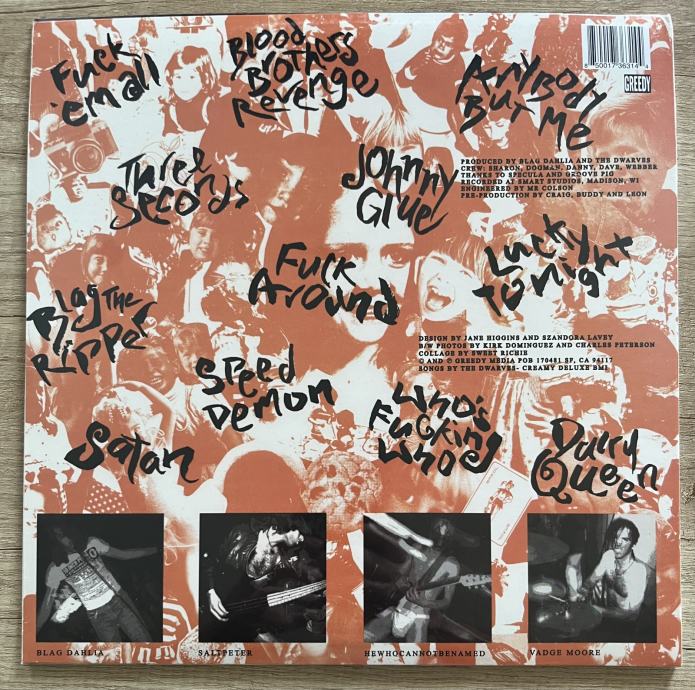 Fuck
'em all
Blood
Brothers
Revenge
Anybody
But Me
8 50017 36314 4
GREEDY
PRODUCED BY BLAG DAHLIA AND THE DWARVES
CREW: SHARON, DOGMAN, DANNY, DAVE, WEBBER
THANKS TO SPECULA AND GROOVE PIG
RECORDED AT SMART STUDIOS, MADISON, WI
ENGINEERED BY MR COLSON
PRE-PRODUCTION BY CRAIG, BUDDY AND LEON
Three
Seconds
Johnny
Glue
Fuck
Around
Lucky
Tonight
Blag The
Ripper
DESIGN BY JANE HIGGINS AND SZANDORA LAVEY
B/W PHOTOS BY KIRK DOMINGUEZ AND CHARLES PETERSON
COLLAGE BY SWEET RICHIE
© AND ℗ GREEDY MEDIA POB 170481 SF, CA 94117
SONGS BY THE DWARVES- CREAMY DELUXE BMI
Speed
Demon
Who's
Fucking
Who
Satan
Dairy
Queen
BLAG DAHLIA
SALTPETER
HEWHOCANNOTBENAMED
VADGE MOORE